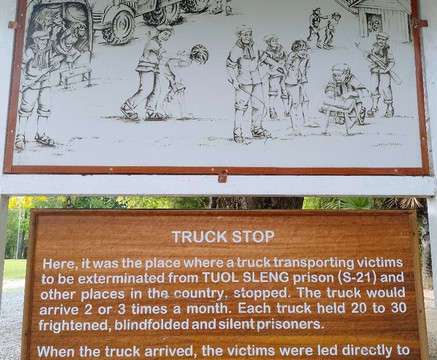 TRUCK STOP
Here, it was the place where a truck transporting victims
to be exterminated from TUOL SLENG prison (S-21) and
other places in the country, stopped. The truck would
arrive 2 or 3 times a month. Each truck held 20 to 30
frightened, blindfolded and silent prisoners.
When the truck arrived, the victims were led directly to